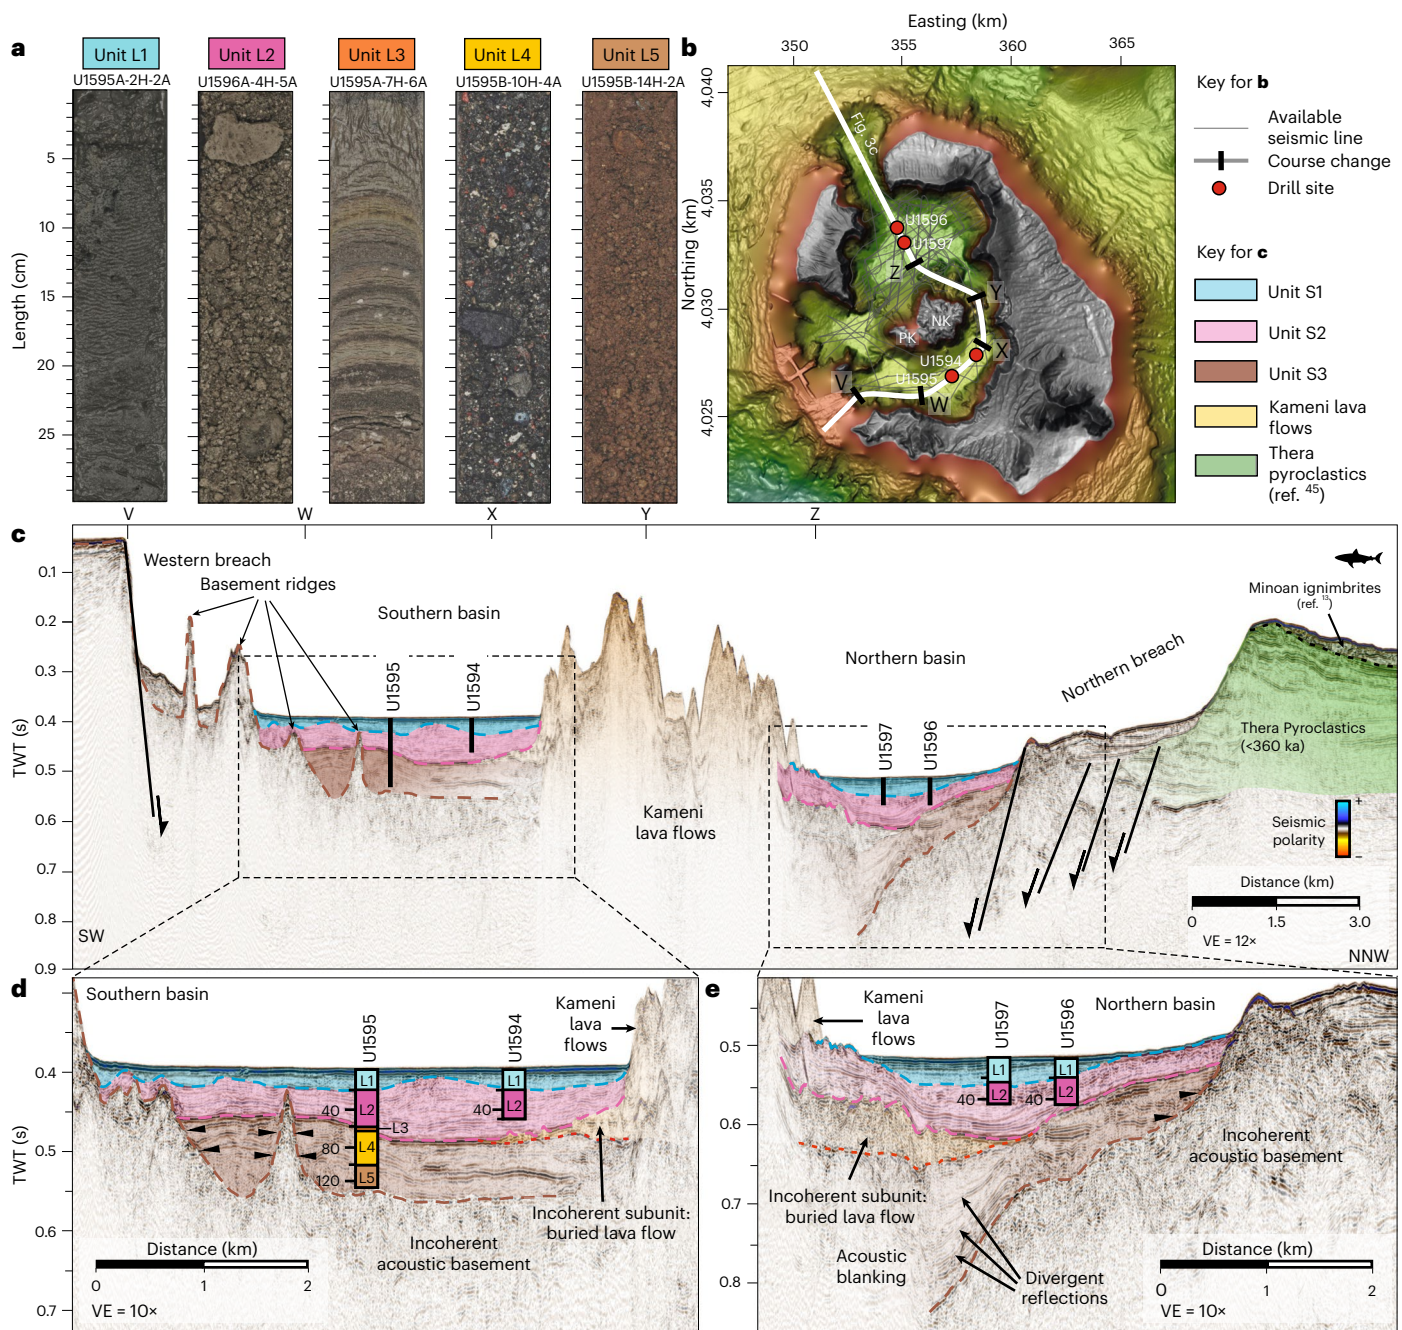 a
Unit L1
Unit L2
Unit L3
Unit L4
Unit L5
U1595A-2H-2A
U1596A-4H-5A
U1595A-7H-6A
U1595B-10H-4A
U1595B-14H-2A
Length (cm)
5
10
15
20
25
b
Easting (km)
350
355
360
365
Northing (km)
4,040
4,035
4,030
4,025
Fig. 3c
U1596
U1597
Z
Y
NK
PK
X
U1594
U1595
V
W
Key for b
Available
seismic line
Course change
Drill site
Key for c
Unit S1
Unit S2
Unit S3
Kameni lava
flows
Thera
pyroclastics
(ref. 45)
c
V
W
X
Y
Z
TWT (s)
0.1
0.2
0.3
0.4
0.5
0.6
0.7
0.8
0.9
Western breach
Basement ridges
Southern basin
U1595
U1594
Kameni
lava flows
Northern basin
U1597
U1596
Northern breach
Minoan ignimbrites
(ref. 13)
Thera Pyroclastics
(<360 ka)
Seismic
polarity
+
−
Distance (km)
0
1.5
3.0
VE = 12×
SW
NNW
d
Southern basin
TWT (s)
0.4
0.5
0.6
0.7
U1595
U1594
Kameni
lava
flows
L1
L2
L3
L4
L5
40
80
120
L1
L2
40
Incoherent subunit:
buried lava flow
Incoherent
acoustic basement
Distance (km)
0
1
2
VE = 10×
e
Kameni
lava
flows
U1597
U1596
Northern basin
0.5
0.6
0.7
0.8
L1
L2
40
L1
L2
40
Incoherent
acoustic basement
Incoherent subunit:
buried lava flow
Acoustic
blanking
Divergent
reflections
Distance (km)
0
1
2
VE = 10×